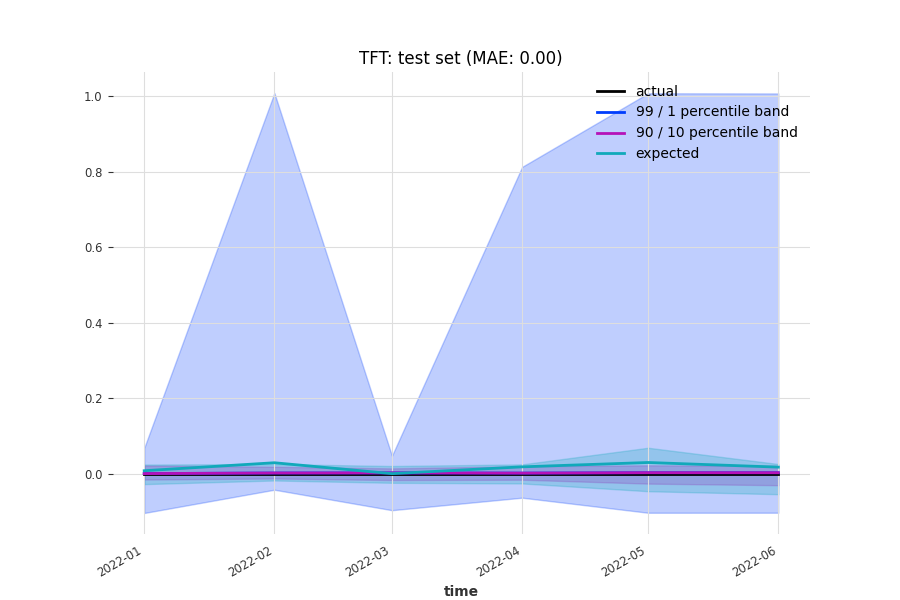 TFT: test set (MAE: 0.00)
actual
99 / 1 percentile band
90 / 10 percentile band
expected
1.0
0.8
0.6
0.4
0.2
0.0
2022-01
2022-02
2022-03
2022-04
2022-05
2022-06
time